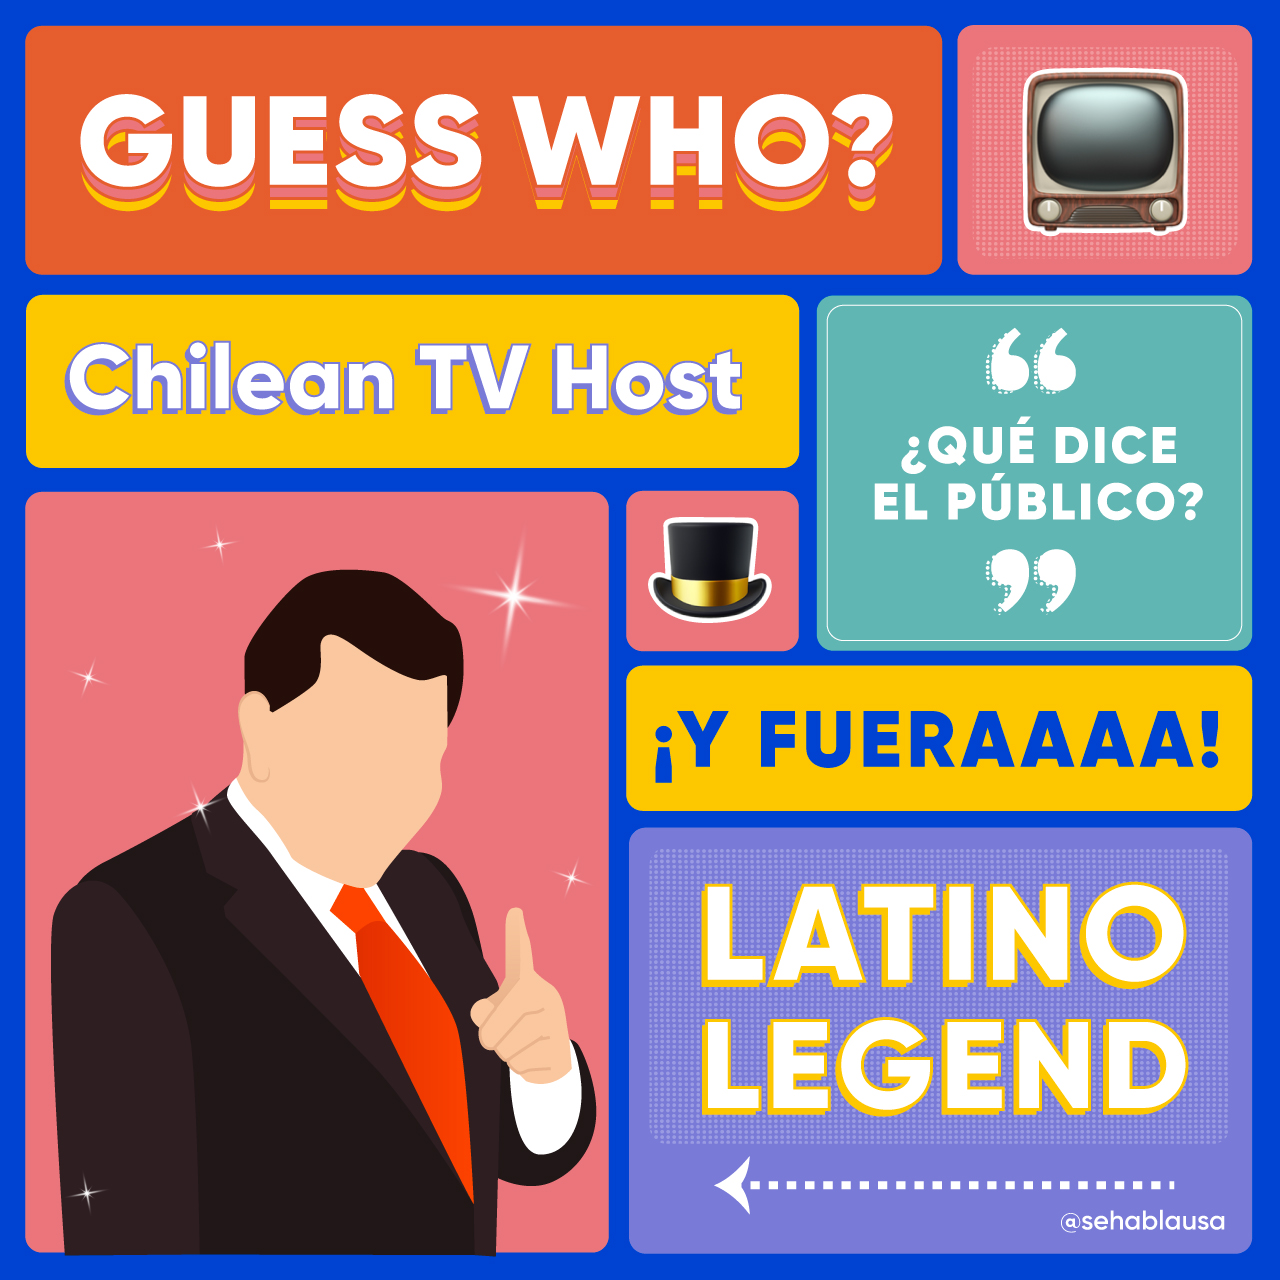 GUESS WHO?
Chilean TV Host
“
¿QUÉ DICE
EL PÚBLICO?
”
¡Y FUERAAAA!
LATINO
LEGEND
@sehablausa